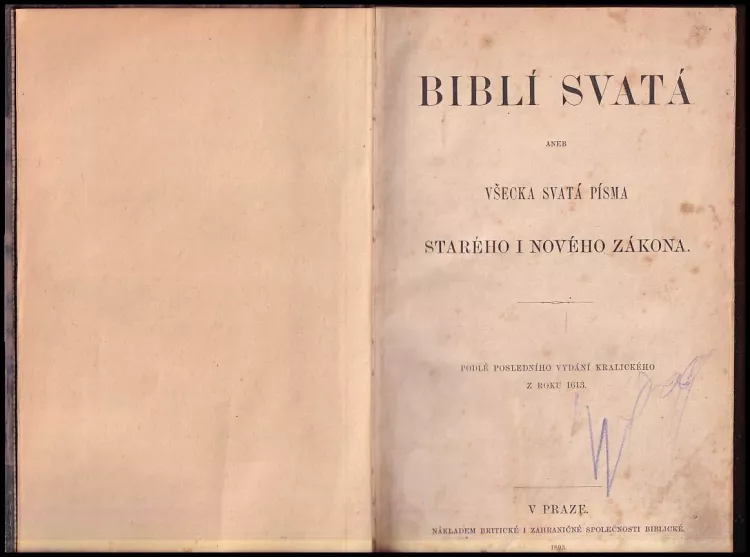 BIBLÍ SVATÁ
ANEB
VŠECKA SVATÁ PÍSMA
STARÉHO I NOVÉHO ZÁKONA.
PODLÉ POSLEDNÍHO VYDÁNÍ KRALICKÉHO
Z ROKU 1613.
V PRAZE.
NÁKLADEM BRITICKÉ I ZAHRANIČNÉ SPOLEČNOSTI BIBLICKÉ.